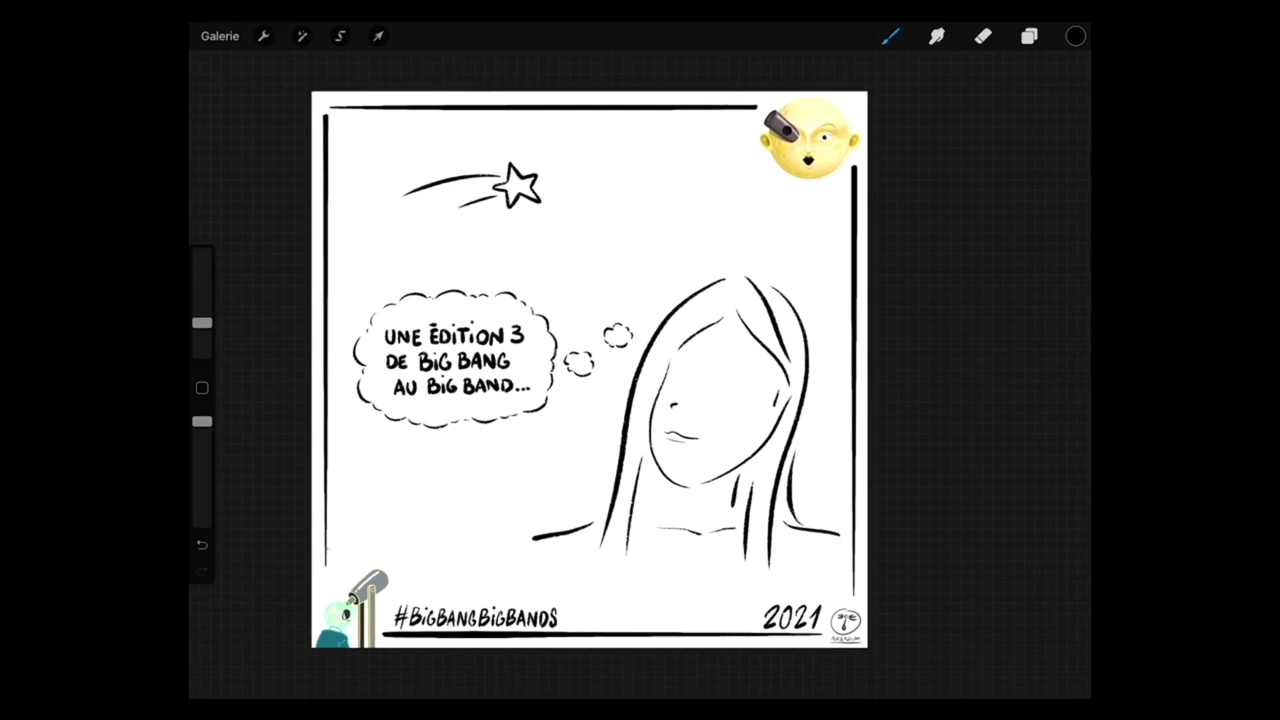 Galerie
UNE ÉDITION 3
DE BIG BANG
AU BIG BAND...
#BIGBANGBIGBANDS
2021